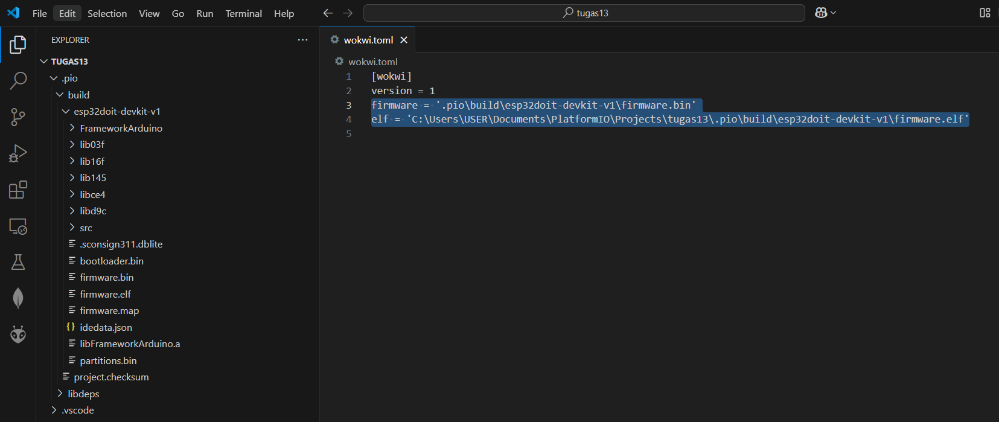 File Edit Selection View Go Run Terminal Help
tugas13
EXPLORER
TUGAS13
.pio
build
esp32doit-devkit-v1
FrameworkArduino
lib03f
lib16f
lib145
libce4
libd9c
src
.sconsign311.dblite
bootloader.bin
firmware.bin
firmware.elf
firmware.map
{} idedata.json
libFrameworkArduino.a
partitions.bin
project.checksum
libdeps
.vscode
wokwi.toml
wokwi.toml
1 [wokwi]
2 version = 1
3 firmware = '.pio\build\esp32doit-devkit-v1\firmware.bin'
4 elf = 'C:\Users\USER\Documents\PlatformIO\Projects\tugas13\.pio\build\esp32doit-devkit-v1\firmware.elf'
5